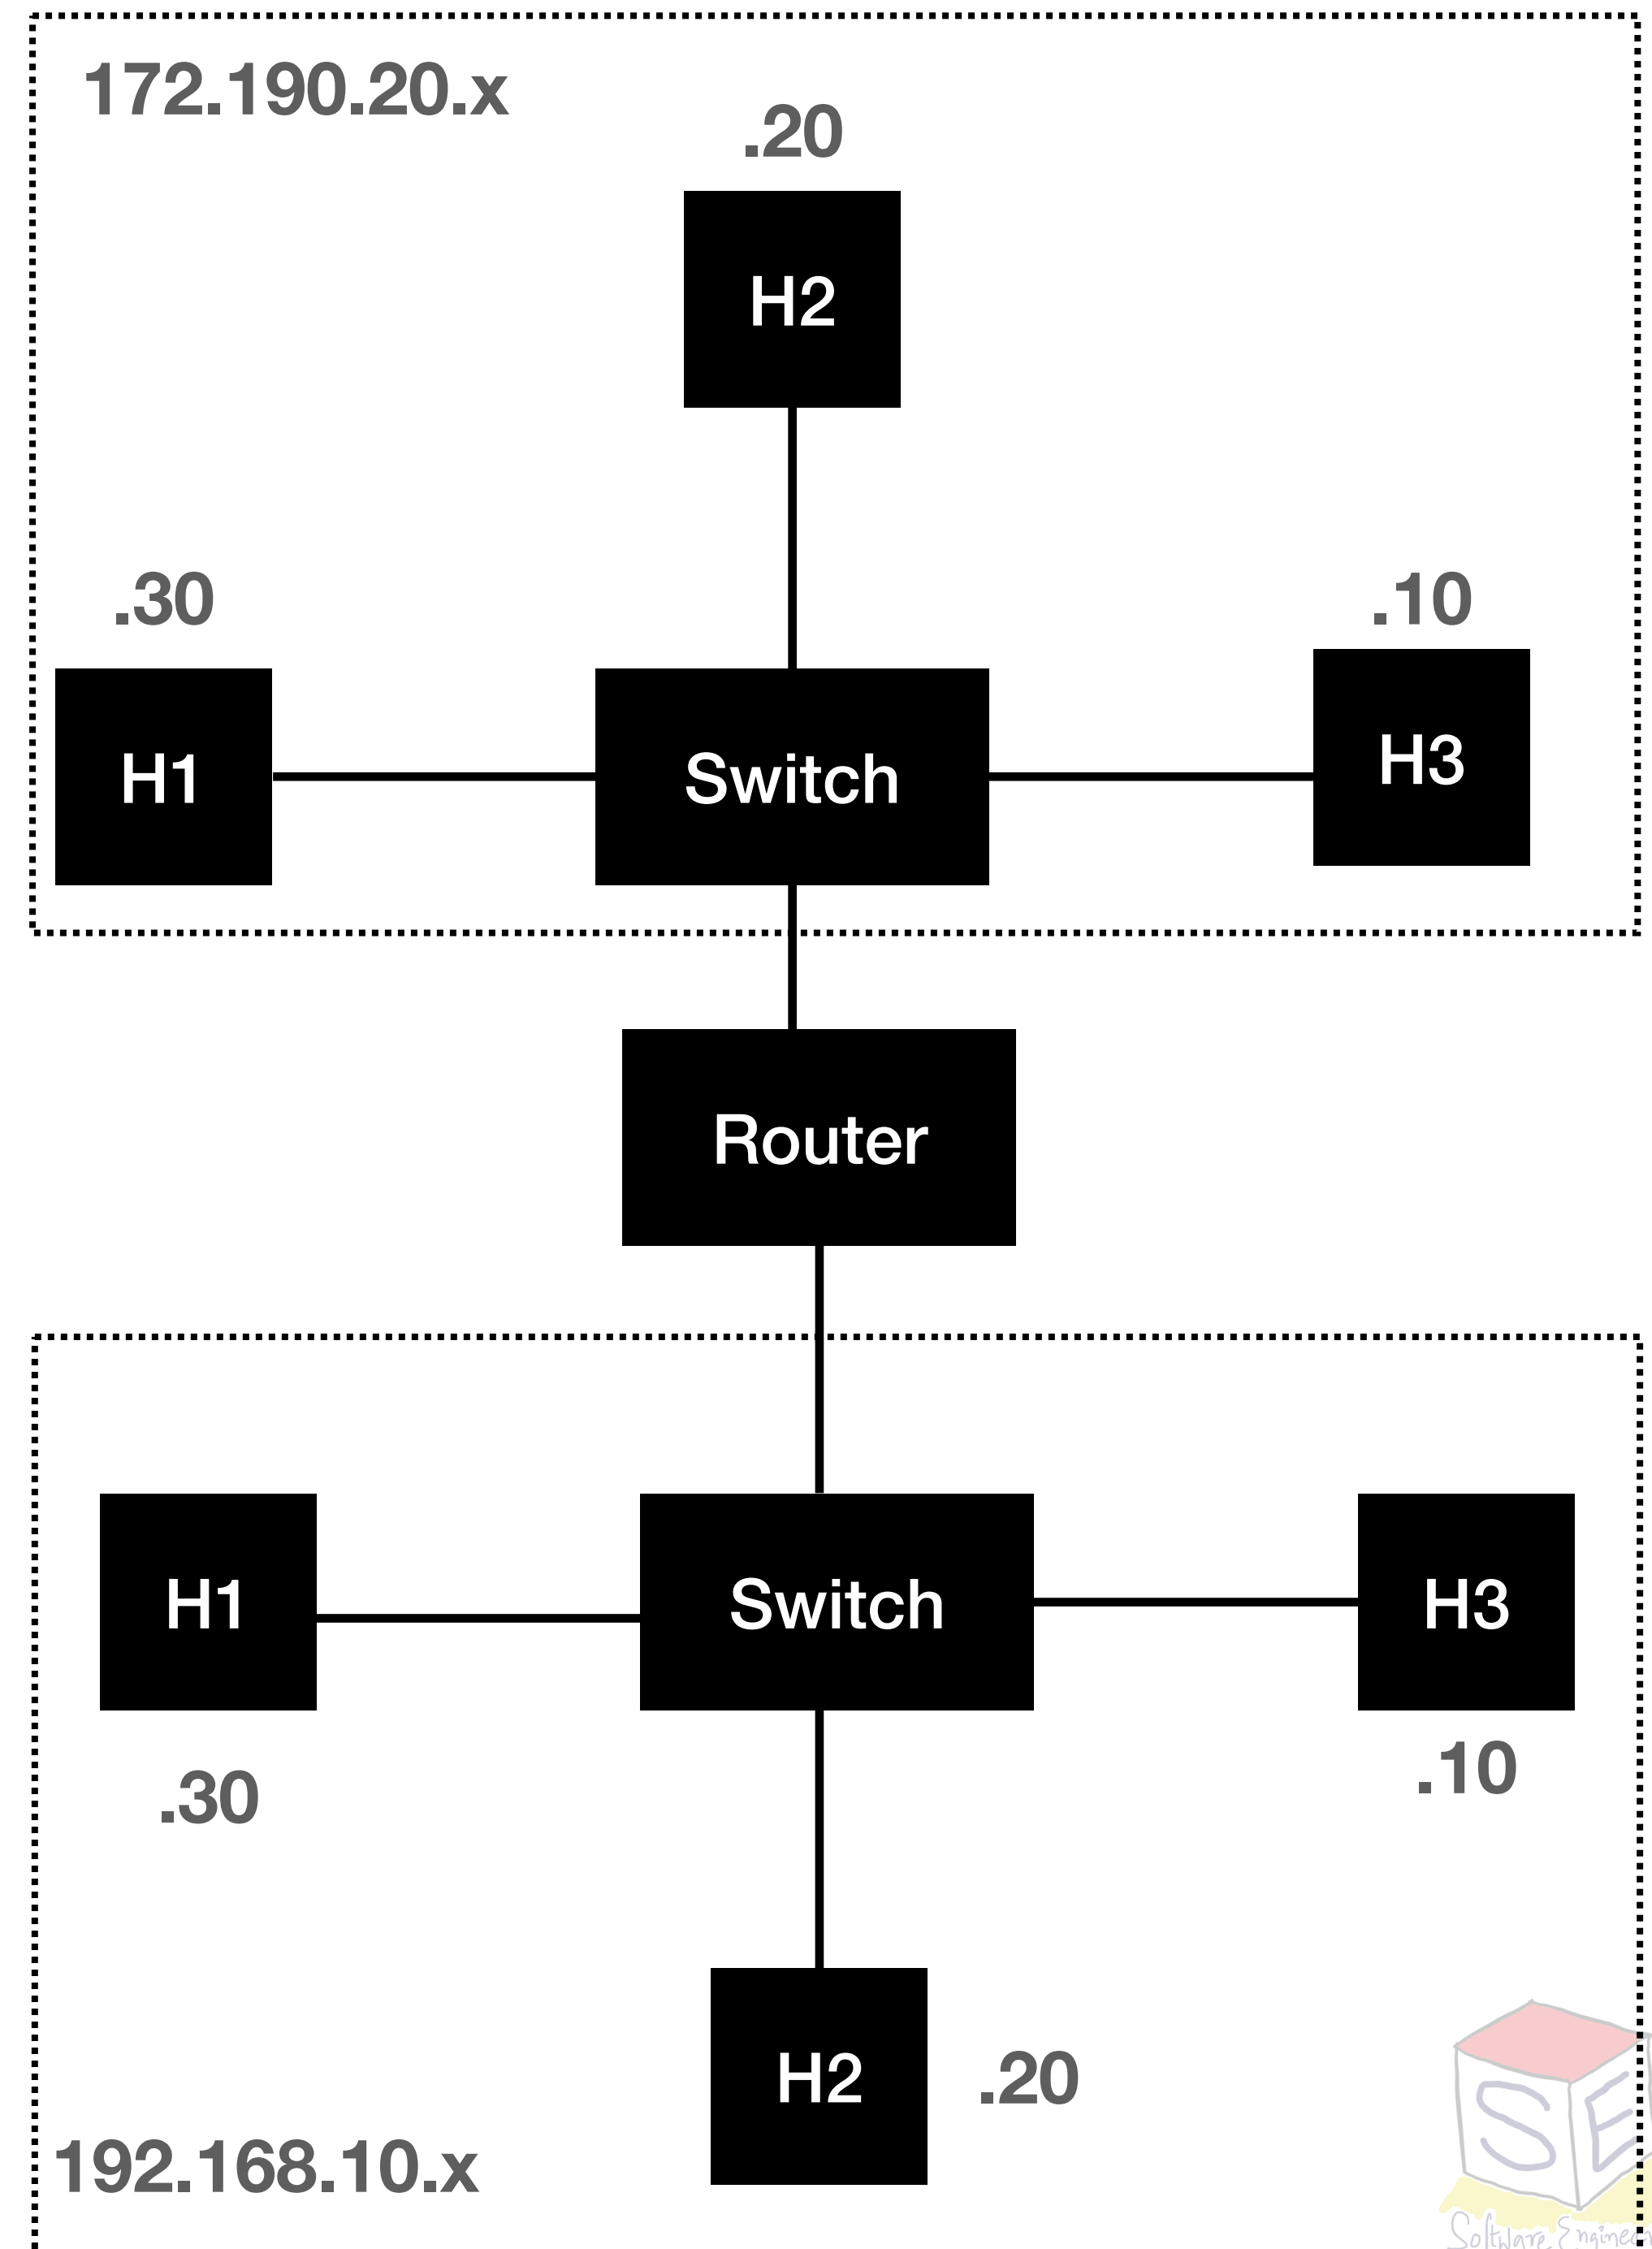 172.190.20.x
.20
H2
.30
.10
H1
Switch
H3
Router
H1
Switch
H3
.30
.10
H2
.20
192.168.10.x
SE
Software